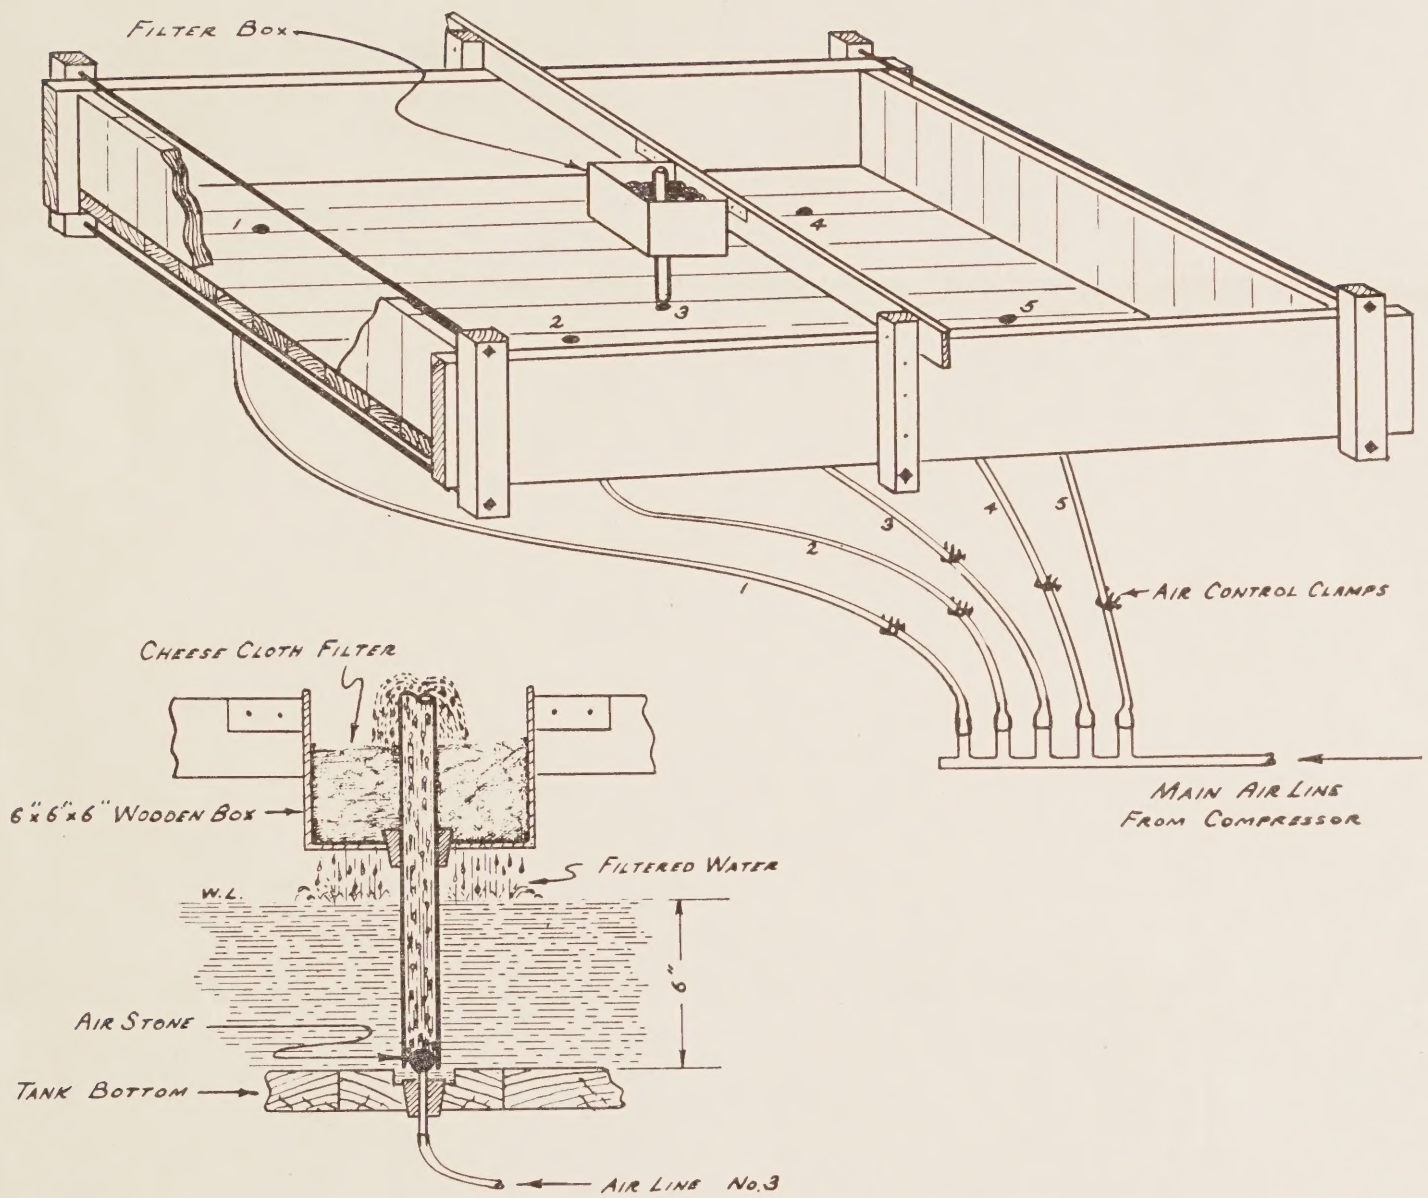 FILTER BOX
1
4
3
2
5
3
4
5
2
1
AIR CONTROL CLAMPS
CHEESE CLOTH FILTER
6"x6"x6" WOODEN BOX
MAIN AIR LINE
FROM COMPRESSOR
FILTERED WATER
W.L.
6"
AIR STONE
TANK BOTTOM
AIR LINE No.3